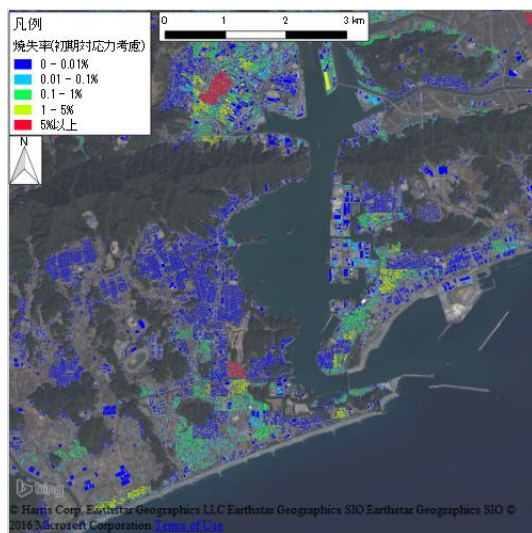 凡例
焼失率(初期対応力考慮)
0 - 0.01%
0.01 - 0.1%
0.1 - 1%
1 - 5%
5%以上
N
0 1 2 3 km
bing
© Harris Corp, Earthstar Geographics LLC Earthstar Geographics SIO Earthstar Geographics SIO ©
2016 Microsoft Corporation Terms of Use